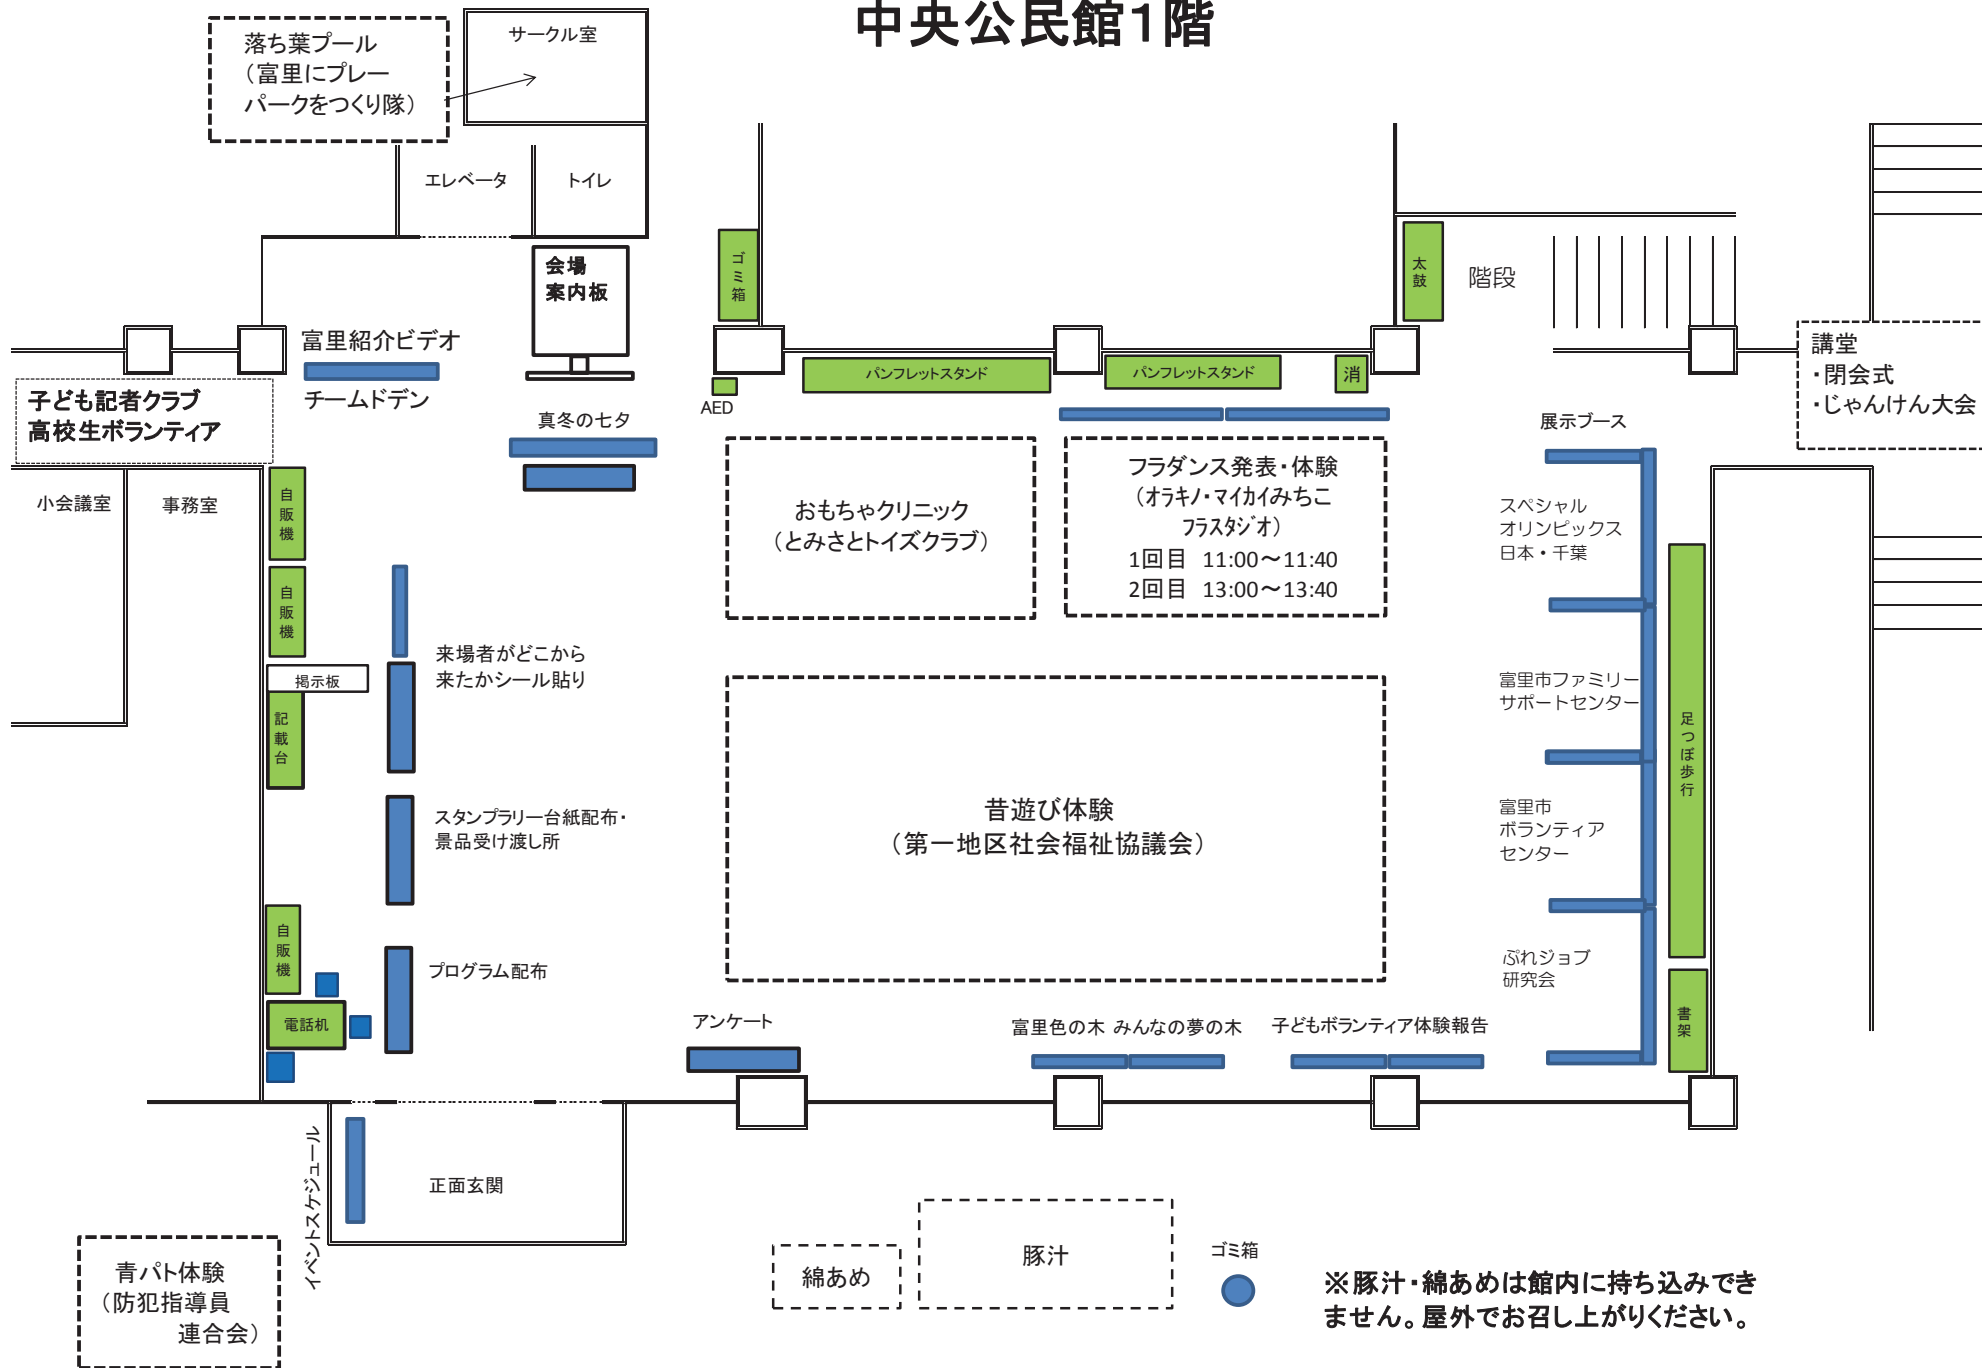 中央公民館1階
落ち葉プール
（富里にプレー
パークをつくり隊）
サークル室
エレベータ
トイレ
会場
案内板
ゴミ箱
太鼓
階段
講堂
・閉会式
・じゃんけん大会
富里紹介ビデオ
チームドデン
子ども記者クラブ
高校生ボランティア
真冬の七夕
AED
パンフレットスタンド
パンフレットスタンド
消
展示ブース
小会議室
事務室
自販機
自販機
掲示板
記載台
自販機
電話机
来場者がどこから
来たかシール貼り
スタンプラリー台紙配布・
景品受け渡し所
プログラム配布
おもちゃクリニック
（とみさとトイズクラブ）
フラダンス発表・体験
（オラキノ・マイカイみちこ
フラスタジオ）
1回目 11:00～11:40
2回目 13:00～13:40
昔遊び体験
（第一地区社会福祉協議会）
スペシャル
オリンピックス
日本・千葉
富里市ファミリー
サポートセンター
富里市
ボランティア
センター
ぷれジョブ
研究会
足つぼ歩行
書架
アンケート
富里色の木 みんなの夢の木
子どもボランティア体験報告
イベントスケジュール
正面玄関
青パト体験
（防犯指導員
連合会）
綿あめ
豚汁
ゴミ箱
※豚汁・綿あめは館内に持ち込みでき
ません。屋外でお召し上がりください。